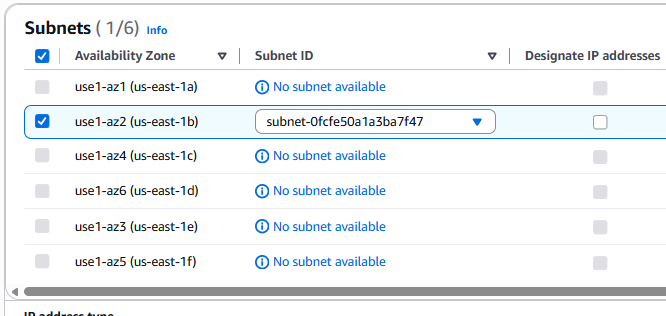 Subnets ( 1/6) Info
Availability Zone Subnet ID Designate IP addresses
use1-az1 (us-east-1a) No subnet available
use1-az2 (us-east-1b) subnet-0fcfe50a1a3ba7f47
use1-az4 (us-east-1c) No subnet available
use1-az6 (us-east-1d) No subnet available
use1-az3 (us-east-1e) No subnet available
use1-az5 (us-east-1f) No subnet available
IP address type